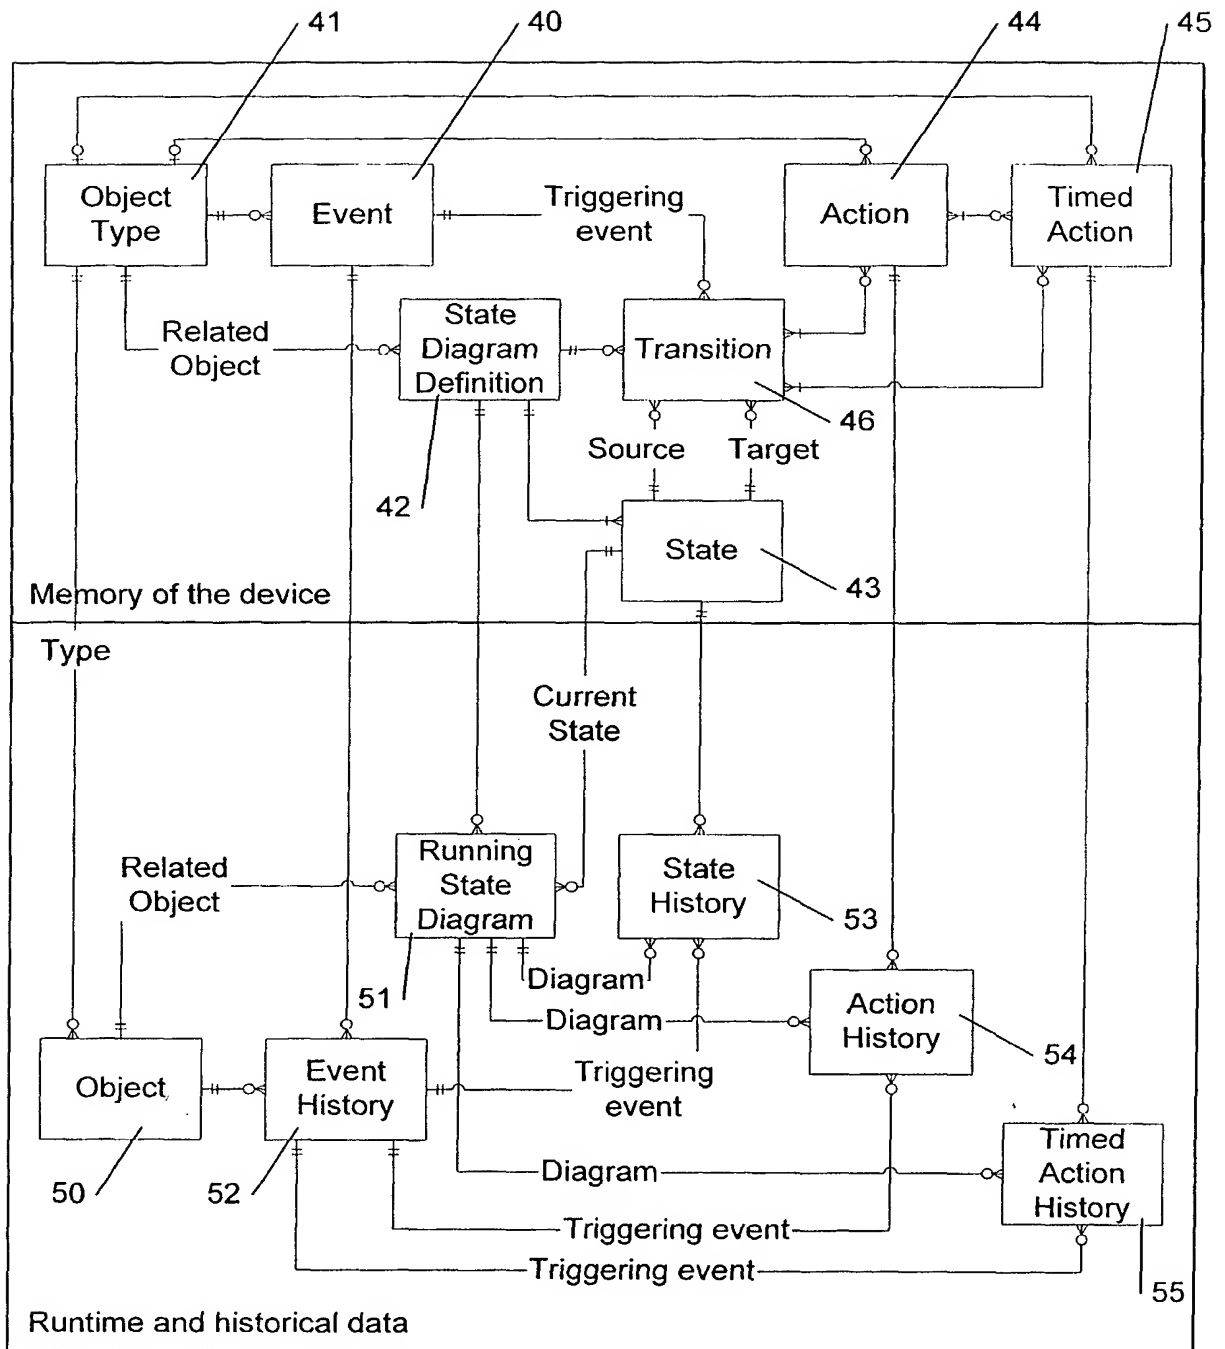 41
40
44
45
Object
Type
Event
Triggering
event
Action
Timed
Action
Related
Object
State
Diagram
Definition
Transition
42
Source
Target
46
State
43
Memory of the device
Type
Current
State
Related
Object
Running
State
Diagram
State
History
53
51
Diagram
Diagram
Action
History
54
Object
Event
History
Triggering
event
50
52
Diagram
Timed
Action
History
Triggering event
Triggering event
55
Runtime and historical data